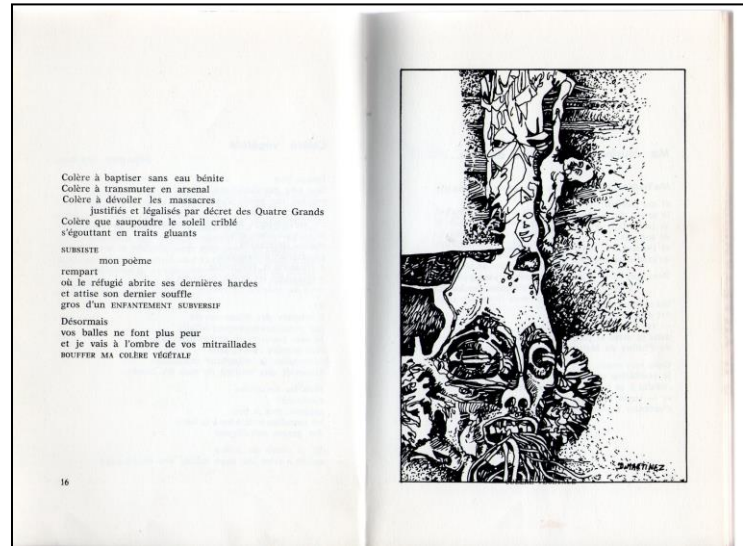 Colère à baptiser sans eau bénite
Colère à transmuter en arsenal
Colère à dévoiler les massacres
justifiés et légalisés par décret des Quatre Grands
Colère que saupoudre le soleil criblé
s'égouttant en traits gluants
SUBSISTE
mon poème
rempart
où le réfugié abrite ses dernières hardes
et attise son dernier souffle
gros d'un ENFANTEMENT SUBVERSIF
Désormais
vos balles ne font plus peur
et je vais à l'ombre de vos mitraillades
BOUFFER MA COLÈRE VÉGÉTALE
16
D.MARTINEZ